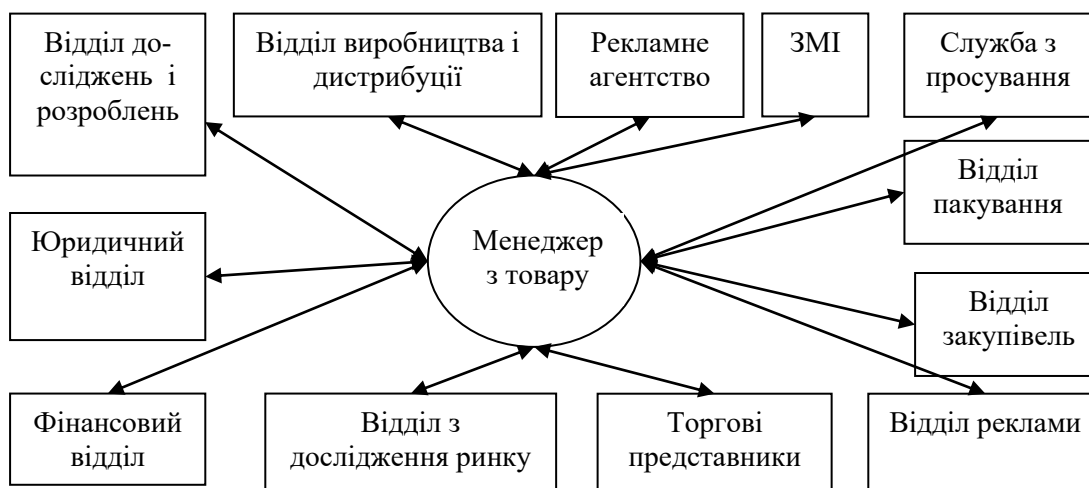 Відділ до-
сліджень і
розроблень
Відділ виробництва і
дистрибуції
Рекламне
агентство
ЗМІ
Служба з
просування
Відділ
пакування
Юридичний
відділ
Менеджер
з товару
Відділ
закупівель
Фінансовий
відділ
Відділ з
дослідження ринку
Торгові
представники
Відділ реклами